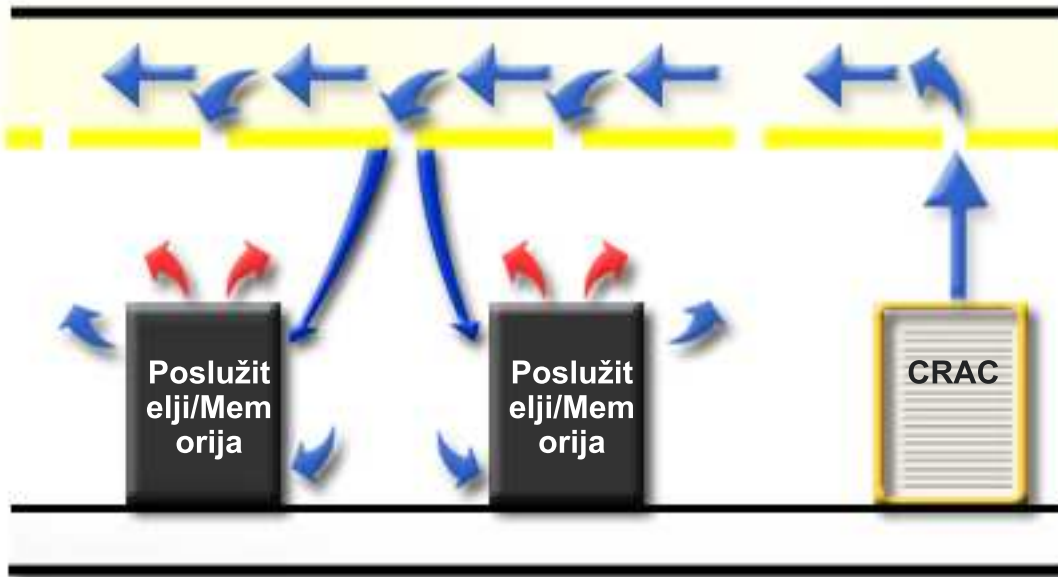 Poslužit
elji/Mem
orija
Poslužit
elji/Mem
orija
CRAC